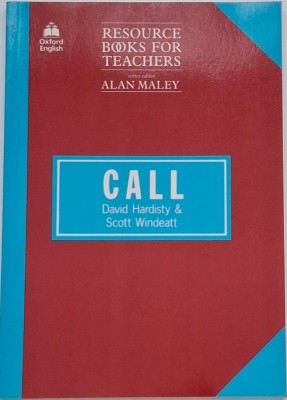 Oxford
English
RESOURCE
BOOKS FOR
TEACHERS
series editor
ALAN MALEY
CALL
David Hardisty &
Scott Windeatt